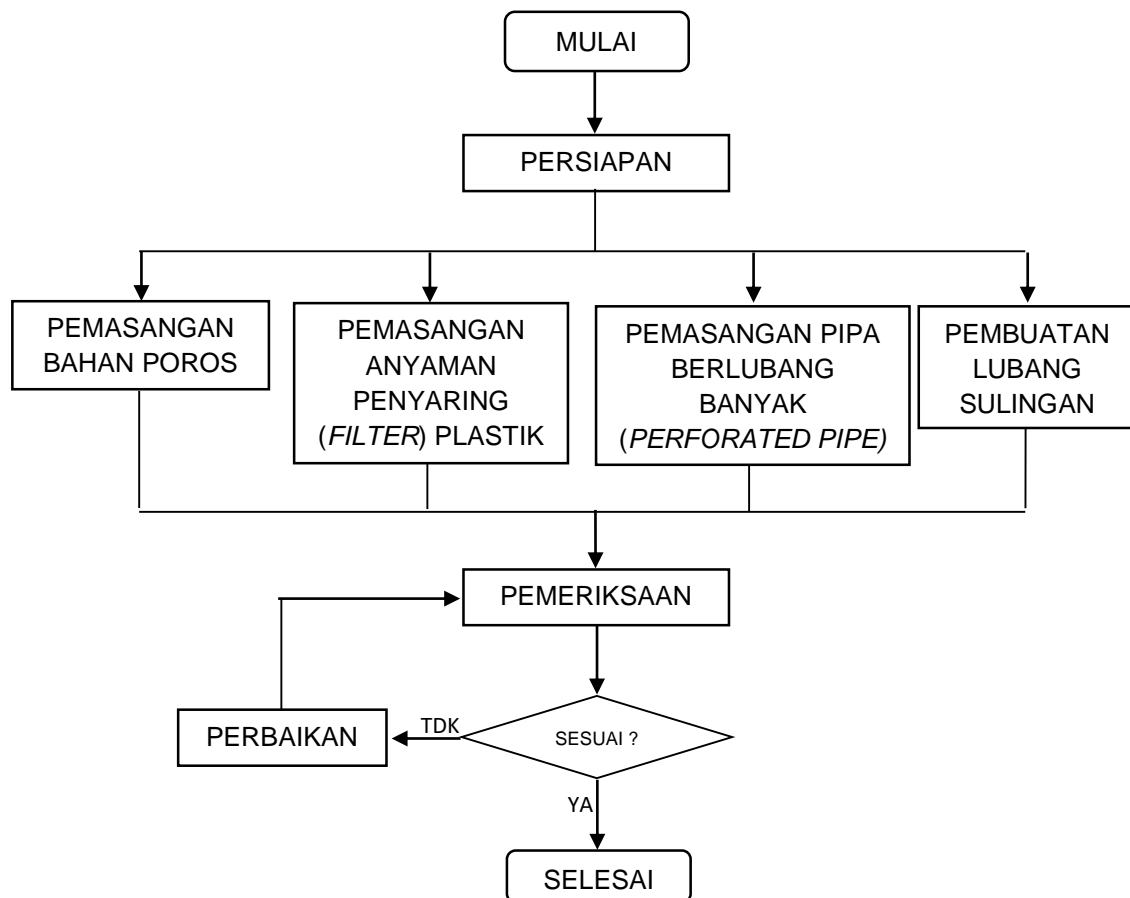 MULAI
PERSIAPAN
PEMASANGAN
BAHAN POROS
PEMASANGAN
ANYAMAN
PENYARING
(FILTER) PLASTIK
PEMASANGAN PIPA
BERLUBANG
BANYAK
(PERFORATED PIPE)
PEMBUATAN
LUBANG
SULINGAN
PEMERIKSAAN
PERBAIKAN
TDK
SESUAI ?
YA
SELESAI